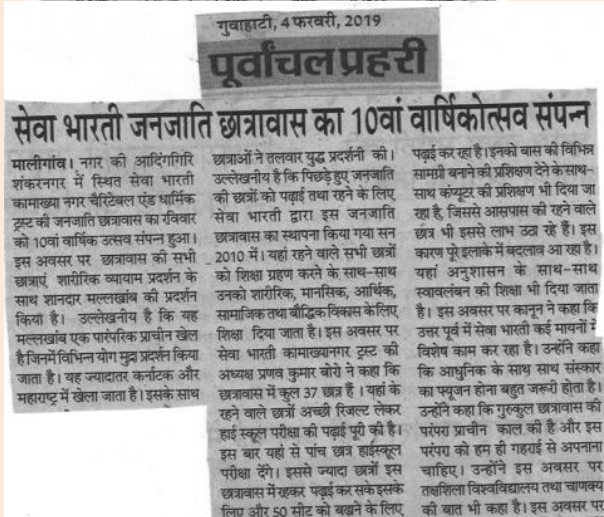 गुवाहाटी, 4 फरवरी, 2019
पूर्वांचल प्रहरी
सेवा भारती जनजाति छात्रावास का 10वां वार्षिकोत्सव संपन्न
मालीगांव। नगर की आदिंगगिरि
शंकरनगर में स्थित सेवा भारती
कामाख्या नगर चैरिटेबल एंड धार्मिक
ट्रस्ट की जनजाति छात्रावास का रविवार
को 10वां वार्षिक उत्सव संपन्न हुआ।
इस अवसर पर छात्रावास की सभी
छात्राएं शारीरिक व्यायाम प्रदर्शन के
साथ शानदार मल्लखांब की प्रदर्शन
किया है। उल्लेखनीय है कि यह
मल्लखांब एक पारंपरिक प्राचीन खेल
है जिनमें विभिन्न योग मुद्रा प्रदर्शन किया
जाता है। यह ज्यादातर कर्नाटक और
महाराष्ट्र में खेला जाता है। इसके साथ
छात्राओं ने तलवार युद्ध प्रदर्शनी की।
उल्लेखनीय है कि पिछड़े हुए जनजाति
की छात्रों को पढ़ाई तथा रहने के लिए
सेवा भारती द्वारा इस जनजाति
छात्रावास का स्थापना किया गया सन
2010 में। यहां रहने वाले सभी छात्रों
को शिक्षा ग्रहण करने के साथ-साथ
उनको शारीरिक, मानसिक, आर्थिक,
सामाजिक तथा बौद्धिक विकास के लिए
शिक्षा दिया जाता है। इस अवसर पर
सेवा भारती कामाख्यानगर ट्रस्ट की
अध्यक्ष प्रणव कुमार बोरो ने कहा कि
छात्रावास में कुल 37 छात्र हैं। यहां के
रहने वाले छात्रों अच्छी रिजल्ट लेकर
हाई स्कूल परीक्षा की पढ़ाई पूरी की है।
इस बार यहां से पांच छात्र हाईस्कूल
परीक्षा देंगे। इससे ज्यादा छात्रों इस
छात्रावास में रहकर पढ़ाई कर सके इसके
लिए और 50 सीट को बढ़ने के लिए
पढ़ाई कर रहा है। इनको बास की विभिन्न
सामग्री बनाने की प्रशिक्षण देने के साथ-
साथ कंप्यूटर की प्रशिक्षण भी दिया जा
रहा है, जिससे आसपास की रहने वाले
छात्र भी इससे लाभ उठा रहे हैं। इस
कारण पूरे इलाके में बदलाव आ रहा है।
यहां अनुशासन के साथ-साथ
स्वावलंबन की शिक्षा भी दिया जाता
है। इस अवसर पर कानून ने कहा कि
उत्तर पूर्व में सेवा भारती कई मायनों में
विशेष काम कर रहा है। उन्होंने कहा
कि आधुनिक के साथ साथ संस्कार
का फ्यूजन होना बहुत जरूरी होता है।
उन्होंने कहा कि गुरुकुल छात्रावास की
परंपरा प्राचीन काल की है और इस
परंपरा को हम ही गहराई से अपनाना
चाहिए। उन्होंने इस अवसर पर
तक्षशिला विश्वविद्यालय तथा चाणक्य
की बात भी कहा है। इस अवसर पर